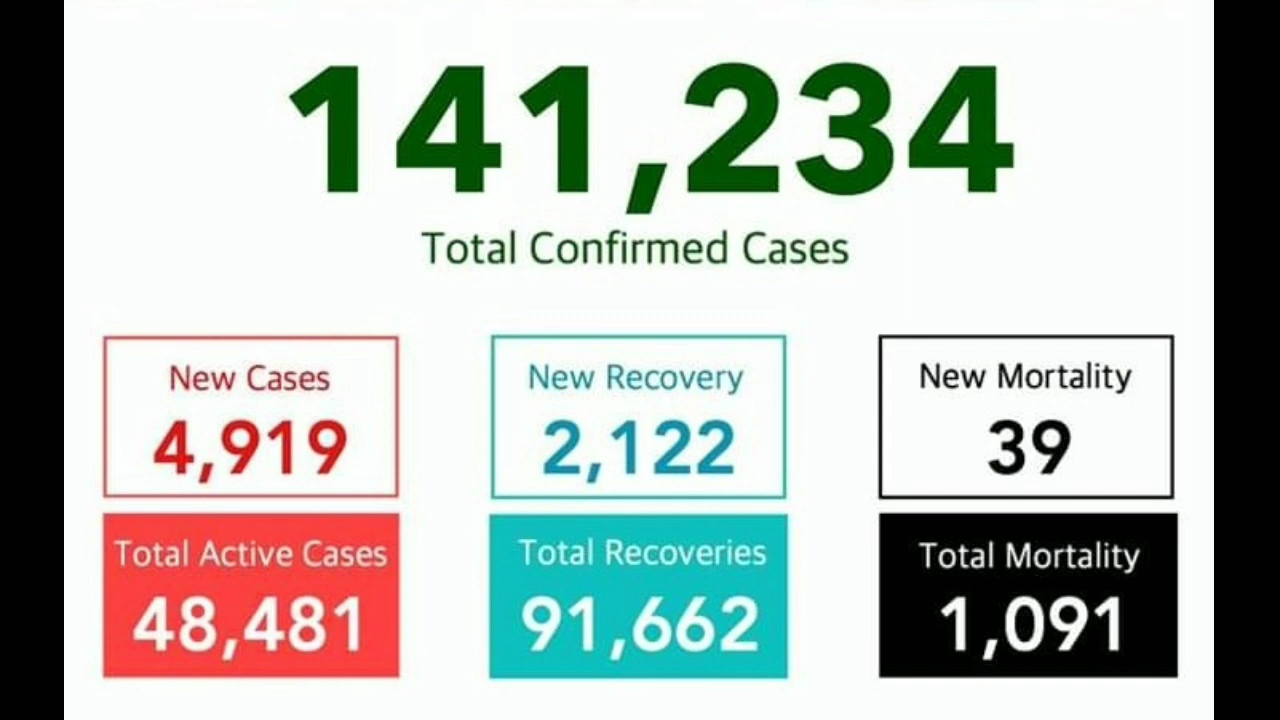 141,234
Total Confirmed Cases
New Cases
4,919
New Recovery
2,122
New Mortality
39
Total Active Cases
48,481
Total Recoveries
91,662
Total Mortality
1,091